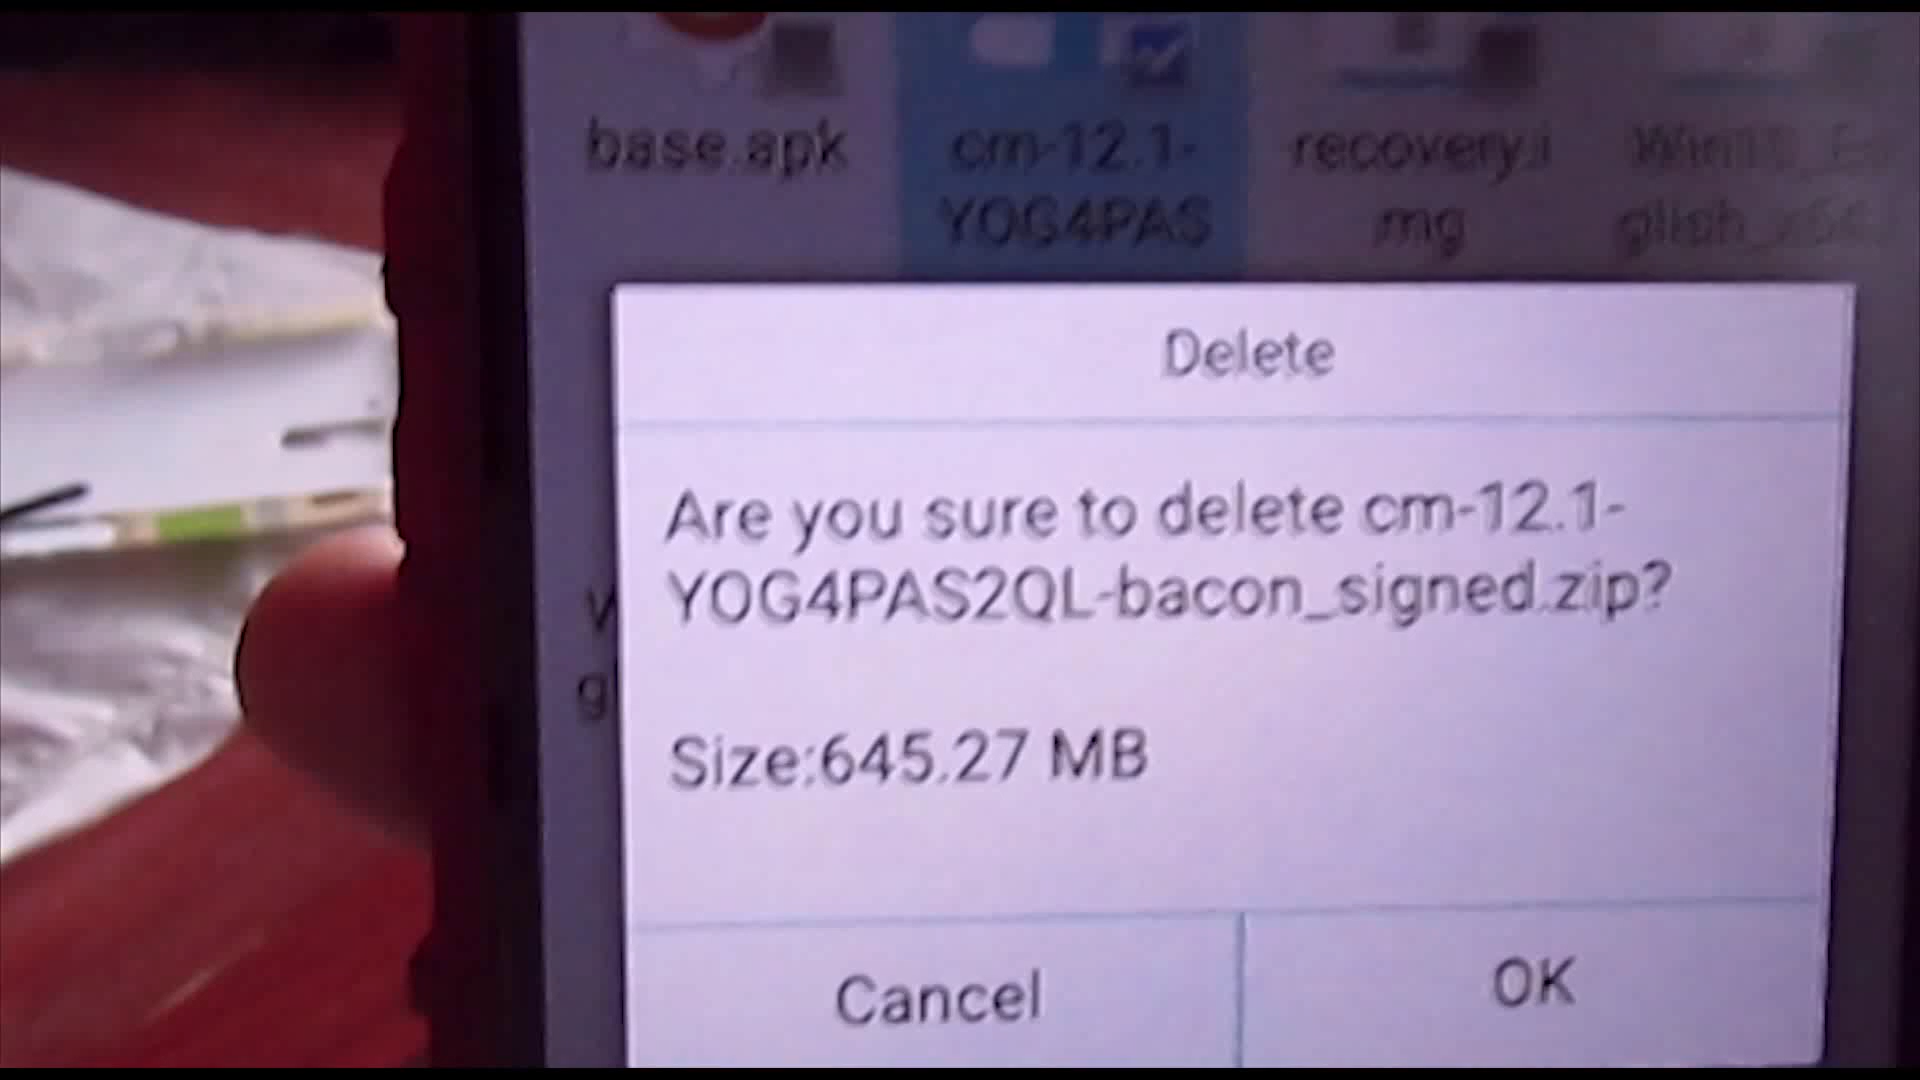 base.apk
cm-12.1-
YOG4PAS
recovery.i
mg
Delete
Are you sure to delete cm-12.1-
YOG4PAS2QL-bacon_signed.zip?
Size:645.27 MB
Cancel
OK